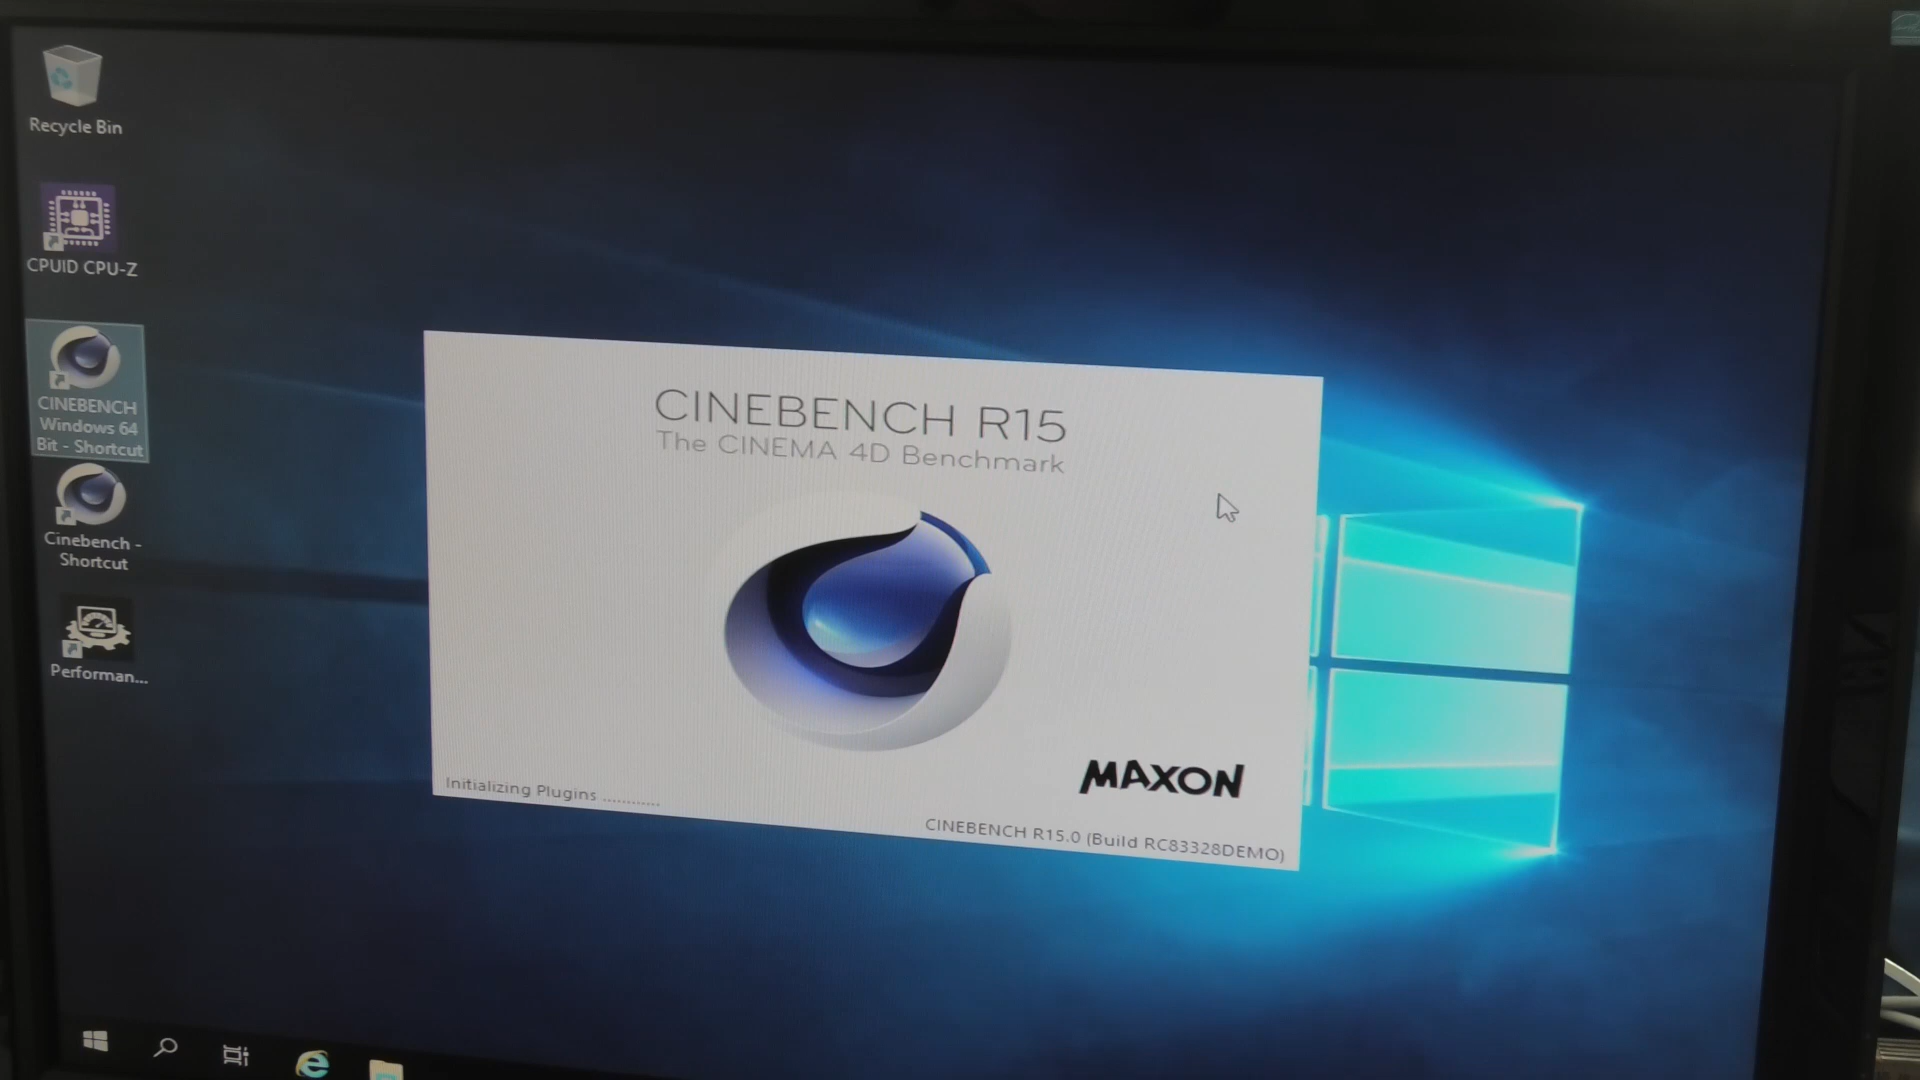 Recycle Bin
CPUID CPU-Z
CINEBENCH
Windows 64
Bit - Shortcut
Cinebench -
Shortcut
Performan...
CINEBENCH R15
The CINEMA 4D Benchmark
MAXON
Initializing Plugins ............
CINEBENCH R15.0 (Build RC83328DEMO)